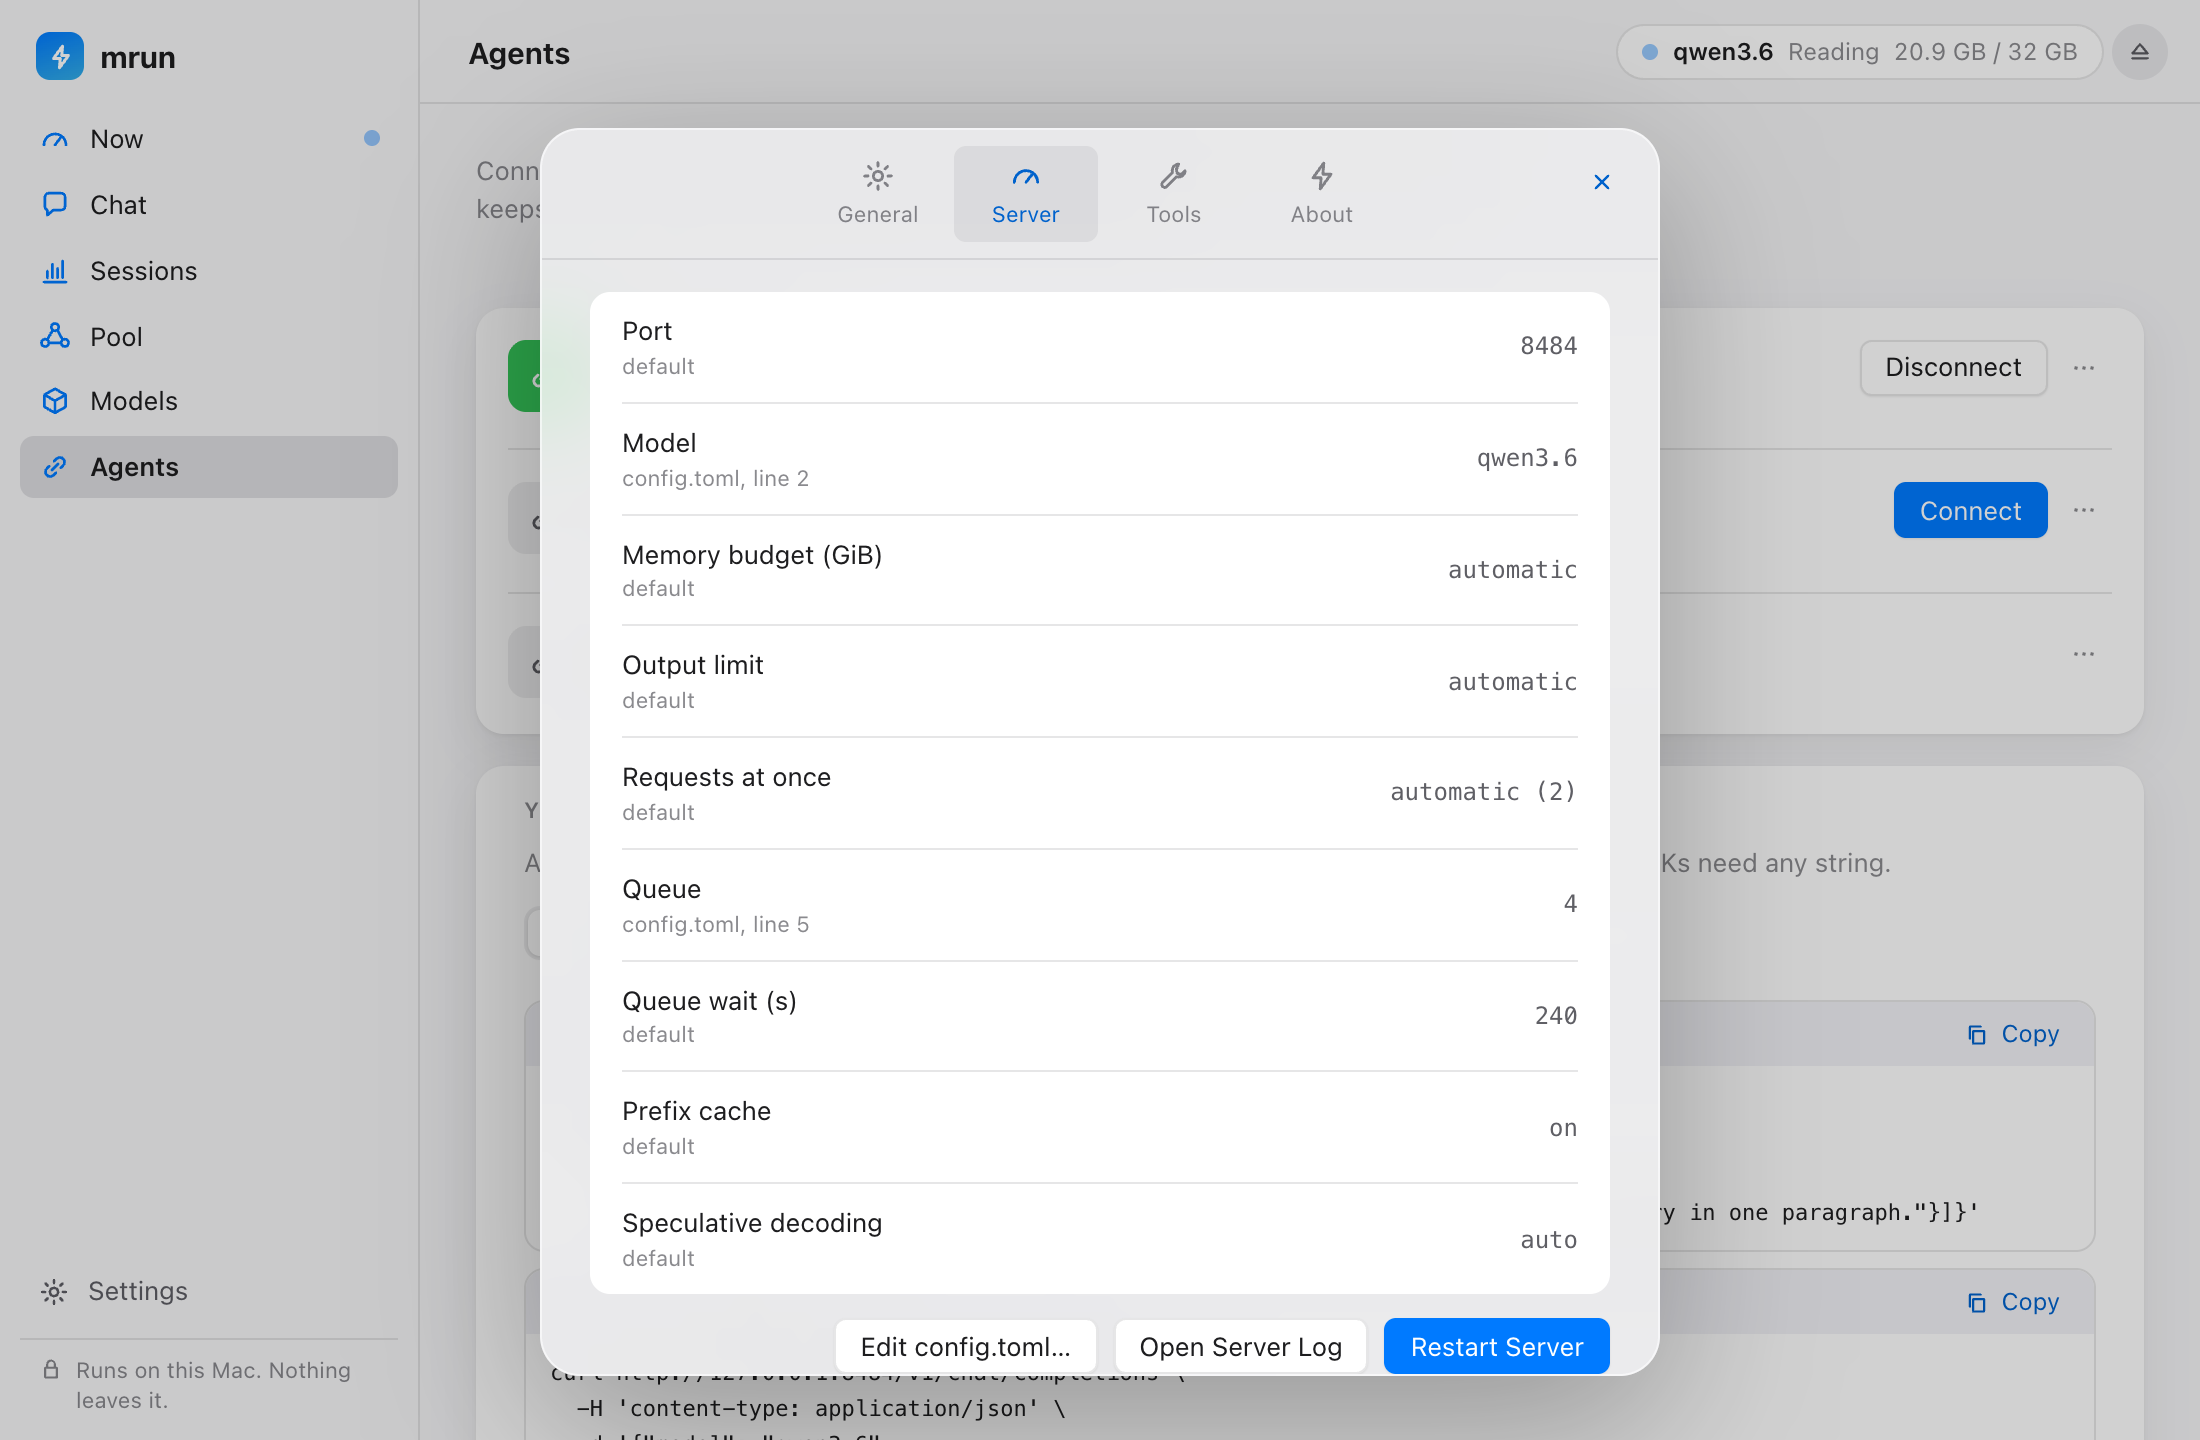 mrun
Now
Chat
Sessions
Pool
Models
Agents
Settings
Runs on this Mac. Nothing
leaves it.
Agents
qwen3.6 Reading 20.9 GB / 32 GB
Conn
keeps
General
Server
Tools
About
Port
default
8484
Model
config.toml, line 2
qwen3.6
Memory budget (GiB)
default
automatic
Output limit
default
automatic
Requests at once
default
automatic (2)
Queue
config.toml, line 5
4
Queue wait (s)
default
240
Prefix cache
default
on
Speculative decoding
default
auto
Edit config.toml...
Open Server Log
Restart Server
Disconnect
...
Connect
...
...
Y
A
Ks need any string.
Copy
ry in one paragraph."}]}'
Copy
-H 'content-type: application/json' \